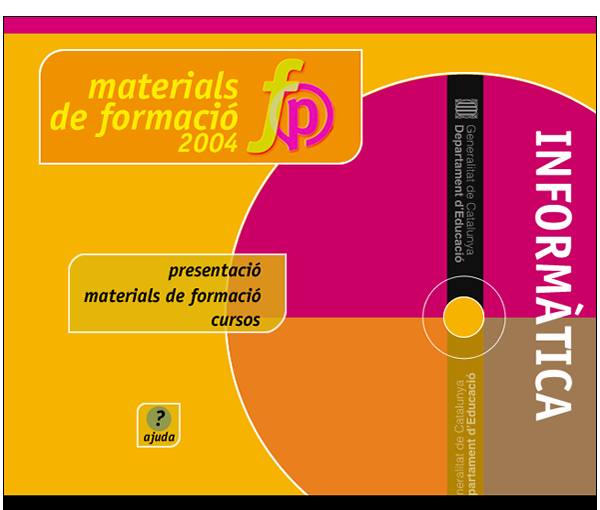 materials
de formació
2004
fp
Generalitat de Catalunya
Departament d'Educació
INFORMÀTICA
presentació
materials de formació
cursos
?
ajuda
eneralitat de Catalunya
partament d'Educació